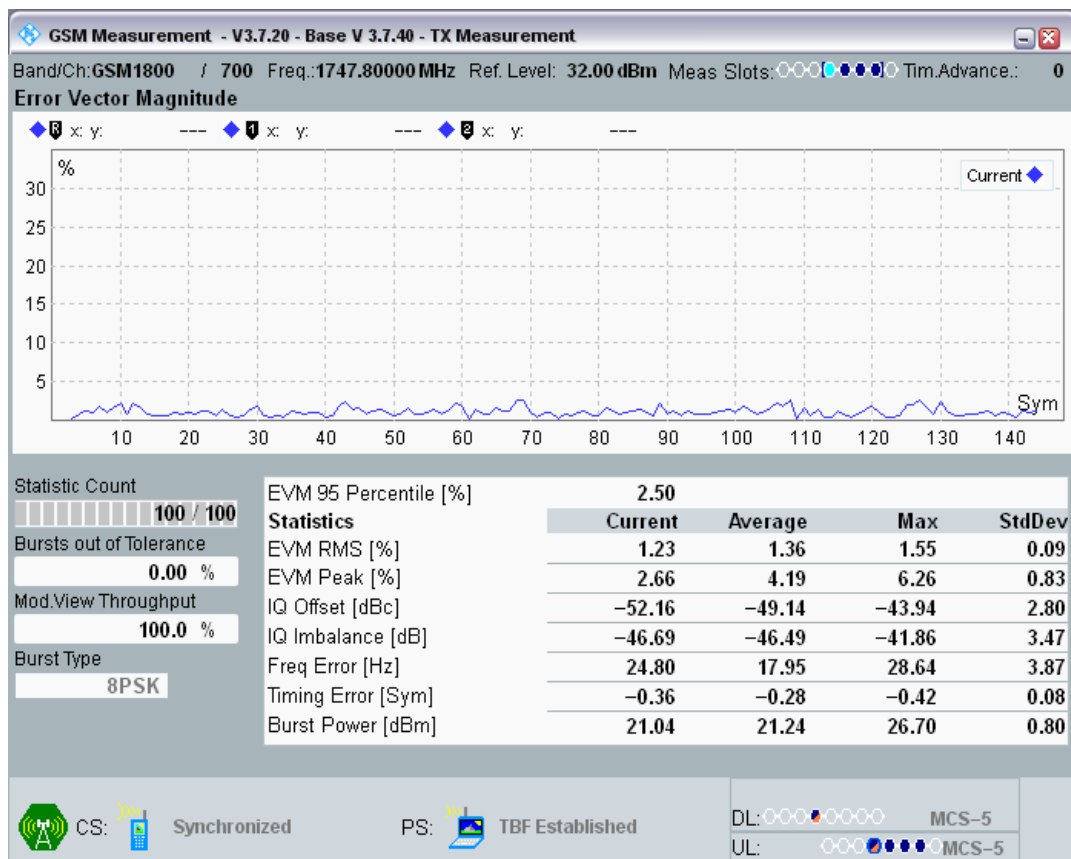 GSM Measurement - V3.7.20 - Base V 3.7.40 - TX Measurement
Band/Ch:GSM1800 / 700 Freq.:1747.80000 MHz Ref. Level: 32.00 dBm Meas Slots: Tim.Advance.: 0
Error Vector Magnitude
R x: y: --- 1 x: y: --- 2 x: y: ---
%
Current
30
25
20
15
10
5
Sym
10 20 30 40 50 60 70 80 90 100 110 120 130 140
Statistic Count
100 / 100
Bursts out of Tolerance
0.00 %
Mod.View Throughput
100.0 %
Burst Type
8PSK
EVM 95 Percentile [%] 2.50
Statistics Current Average Max StdDev
EVM RMS [%] 1.23 1.36 1.55 0.09
EVM Peak [%] 2.66 4.19 6.26 0.83
IQ Offset [dBc] −52.16 −49.14 −43.94 2.80
IQ Imbalance [dB] −46.69 −46.49 −41.86 3.47
Freq Error [Hz] 24.80 17.95 28.64 3.87
Timing Error [Sym] −0.36 −0.28 −0.42 0.08
Burst Power [dBm] 21.04 21.24 26.70 0.80
CS: Synchronized PS: TBF Established
DL: MCS−5
UL: MCS−5